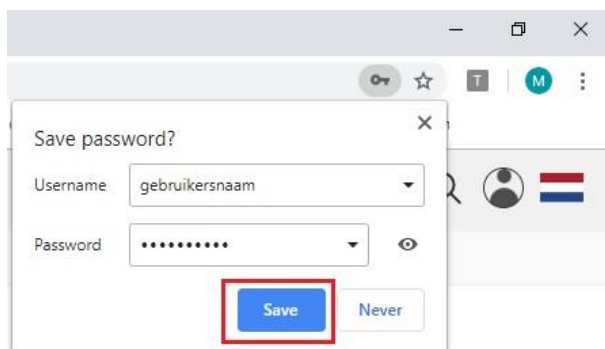 T M
Save password?
Username gebruikersnaam
Password ••••••••••
Save Never